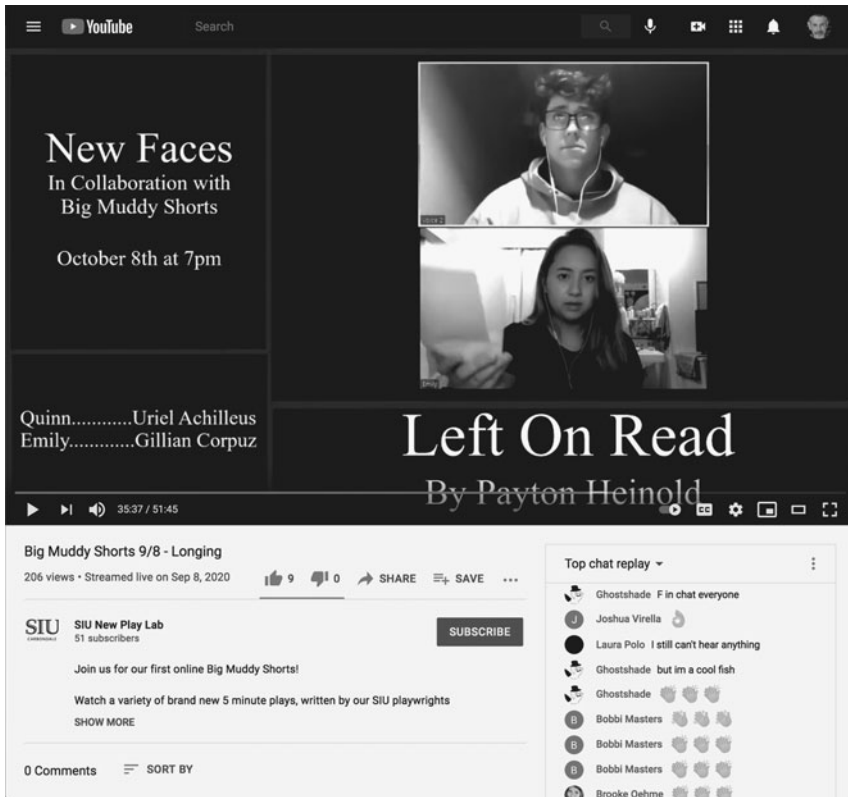 YouTube
Search
New Faces
In Collaboration with
Big Muddy Shorts
October 8th at 7pm
Voice 2
Emily
Quinn............Uriel Achilleus
Emily.............Gillian Corpuz
Left On Read
By Payton Heinold
35:37 / 51:45
CC
Big Muddy Shorts 9/8 - Longing
206 views • Streamed live on Sep 8, 2020
9
0
SHARE
SAVE
SIU
CARBONDALE
SIU New Play Lab
51 subscribers
SUBSCRIBE
Join us for our first online Big Muddy Shorts!
Watch a variety of brand new 5 minute plays, written by our SIU playwrights
SHOW MORE
0 Comments
SORT BY
Top chat replay
Ghostshade F in chat everyone
J Joshua Virella
Laura Polo I still can't hear anything
Ghostshade but im a cool fish
Ghostshade
B Bobbi Masters
B Bobbi Masters
B Bobbi Masters
Brooke Oehme